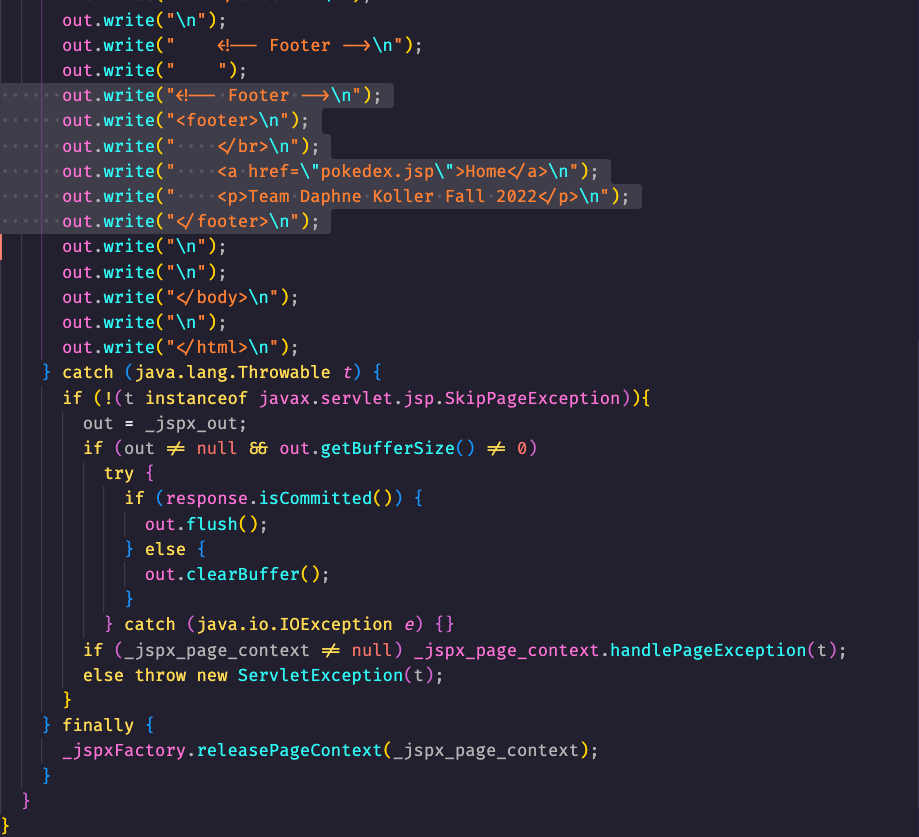 out.write("\n");
out.write("    <!-- Footer -->\n");
out.write("    ");
out.write("<!-- Footer -->\n");
out.write("<footer>\n");
out.write("    </br>\n");
out.write("    <a href=\"pokedex.jsp\">Home</a>\n");
out.write("    <p>Team Daphne Koller Fall 2022</p>\n");
out.write("</footer>\n");
out.write("\n");
out.write("\n");
out.write("</body>\n");
out.write("\n");
out.write("</html>\n");
} catch (java.lang.Throwable t) {
if (!(t instanceof javax.servlet.jsp.SkipPageException)){
out = _jspx_out;
if (out != null && out.getBufferSize() != 0)
try {
if (response.isCommitted()) {
out.flush();
} else {
out.clearBuffer();
}
} catch (java.io.IOException e) {}
if (_jspx_page_context != null) _jspx_page_context.handlePageException(t);
else throw new ServletException(t);
}
} finally {
_jspxFactory.releasePageContext(_jspx_page_context);
}
}
}